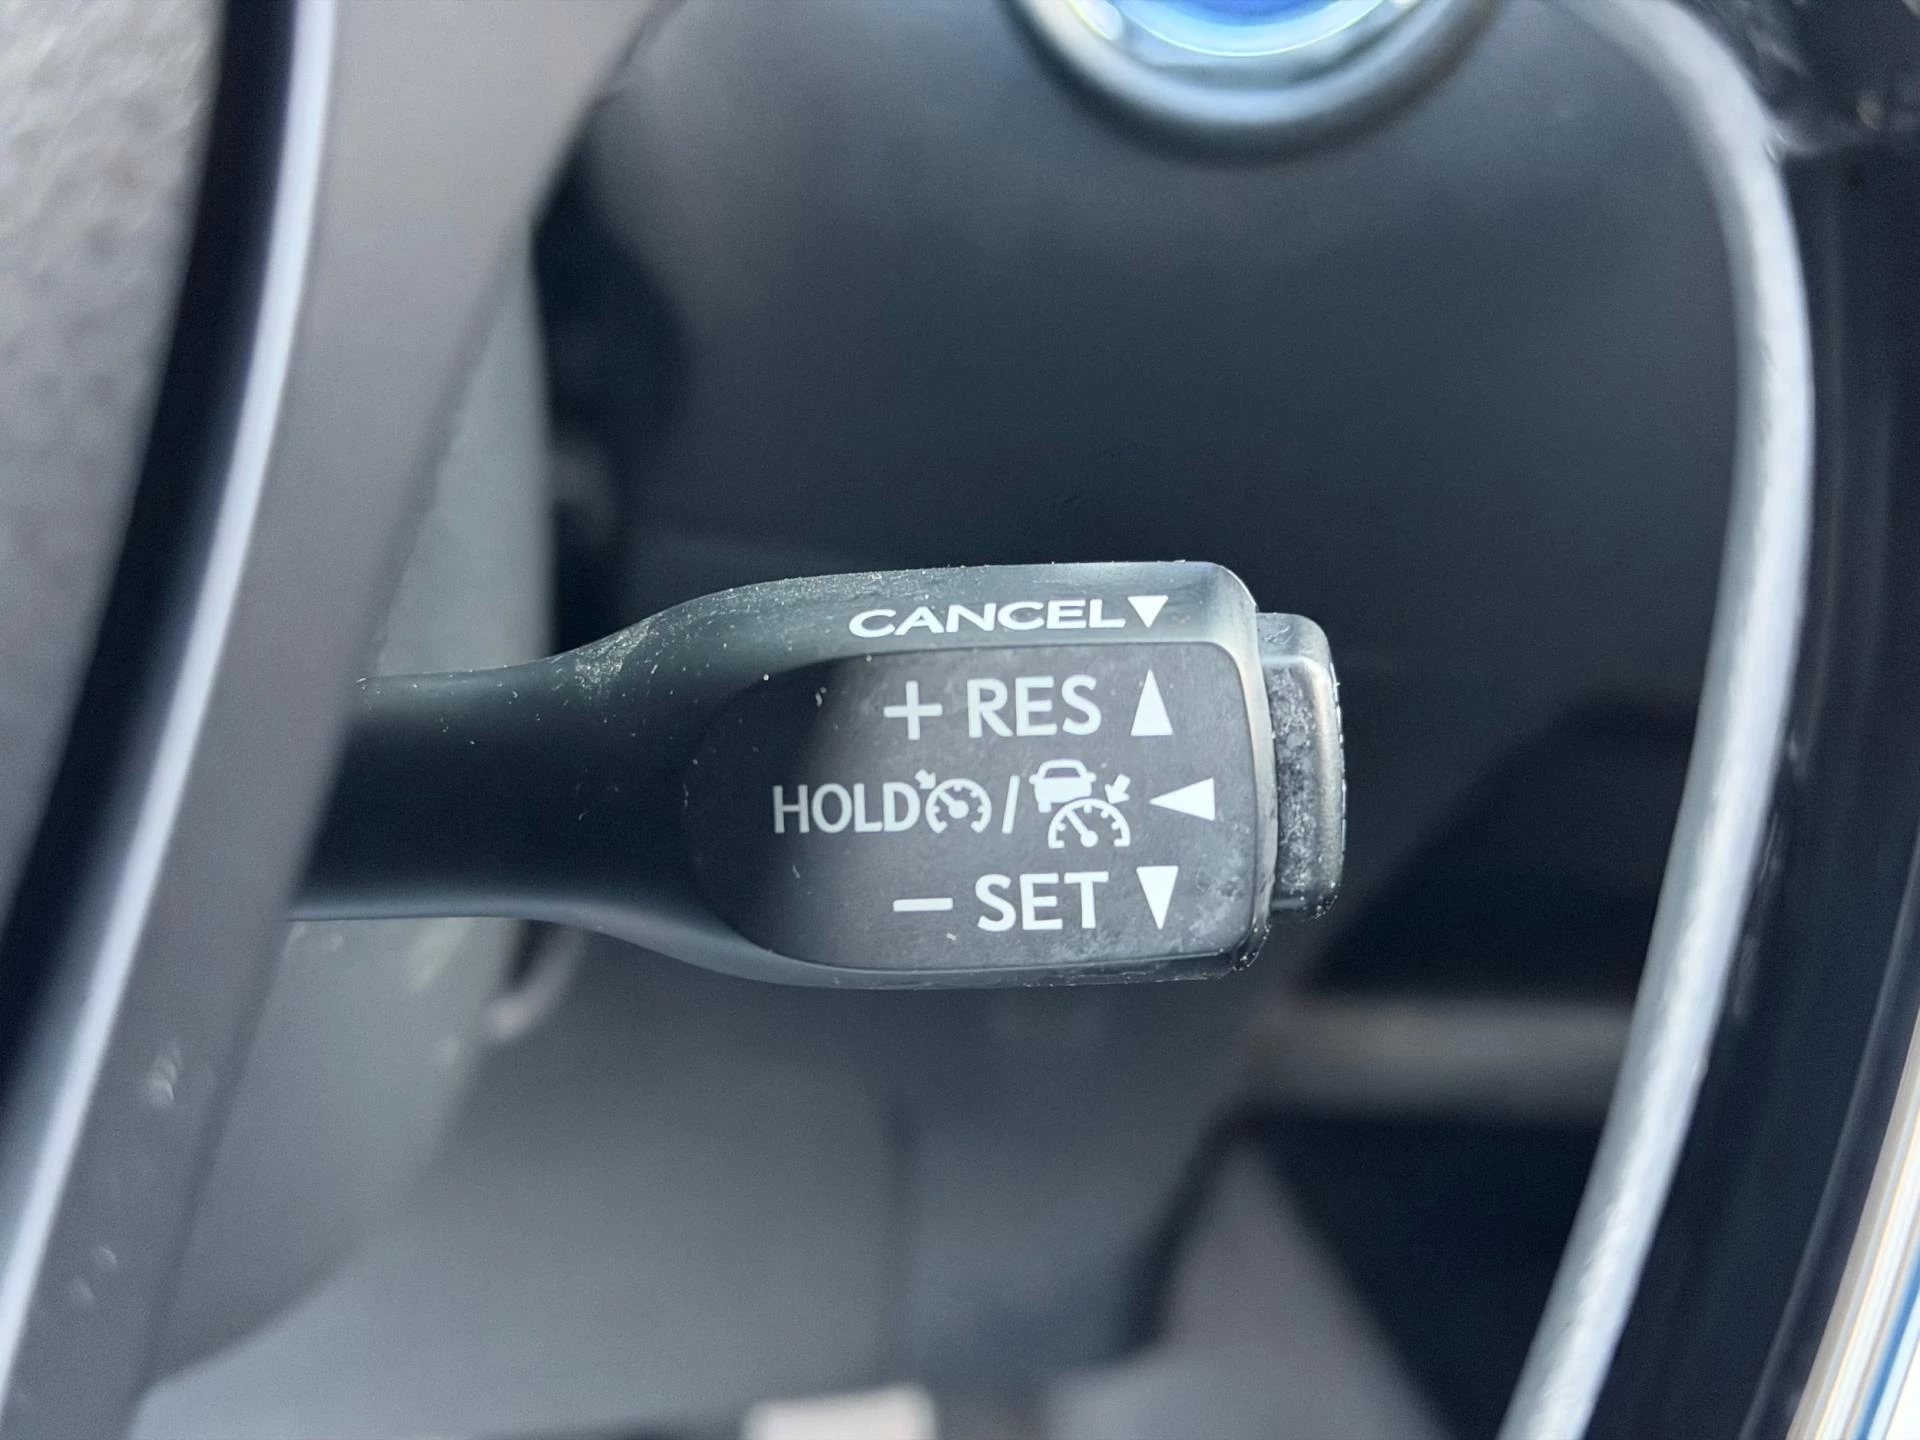 CANCEL▼
+ RES ▲
HOLD / ◀
− SET ▼